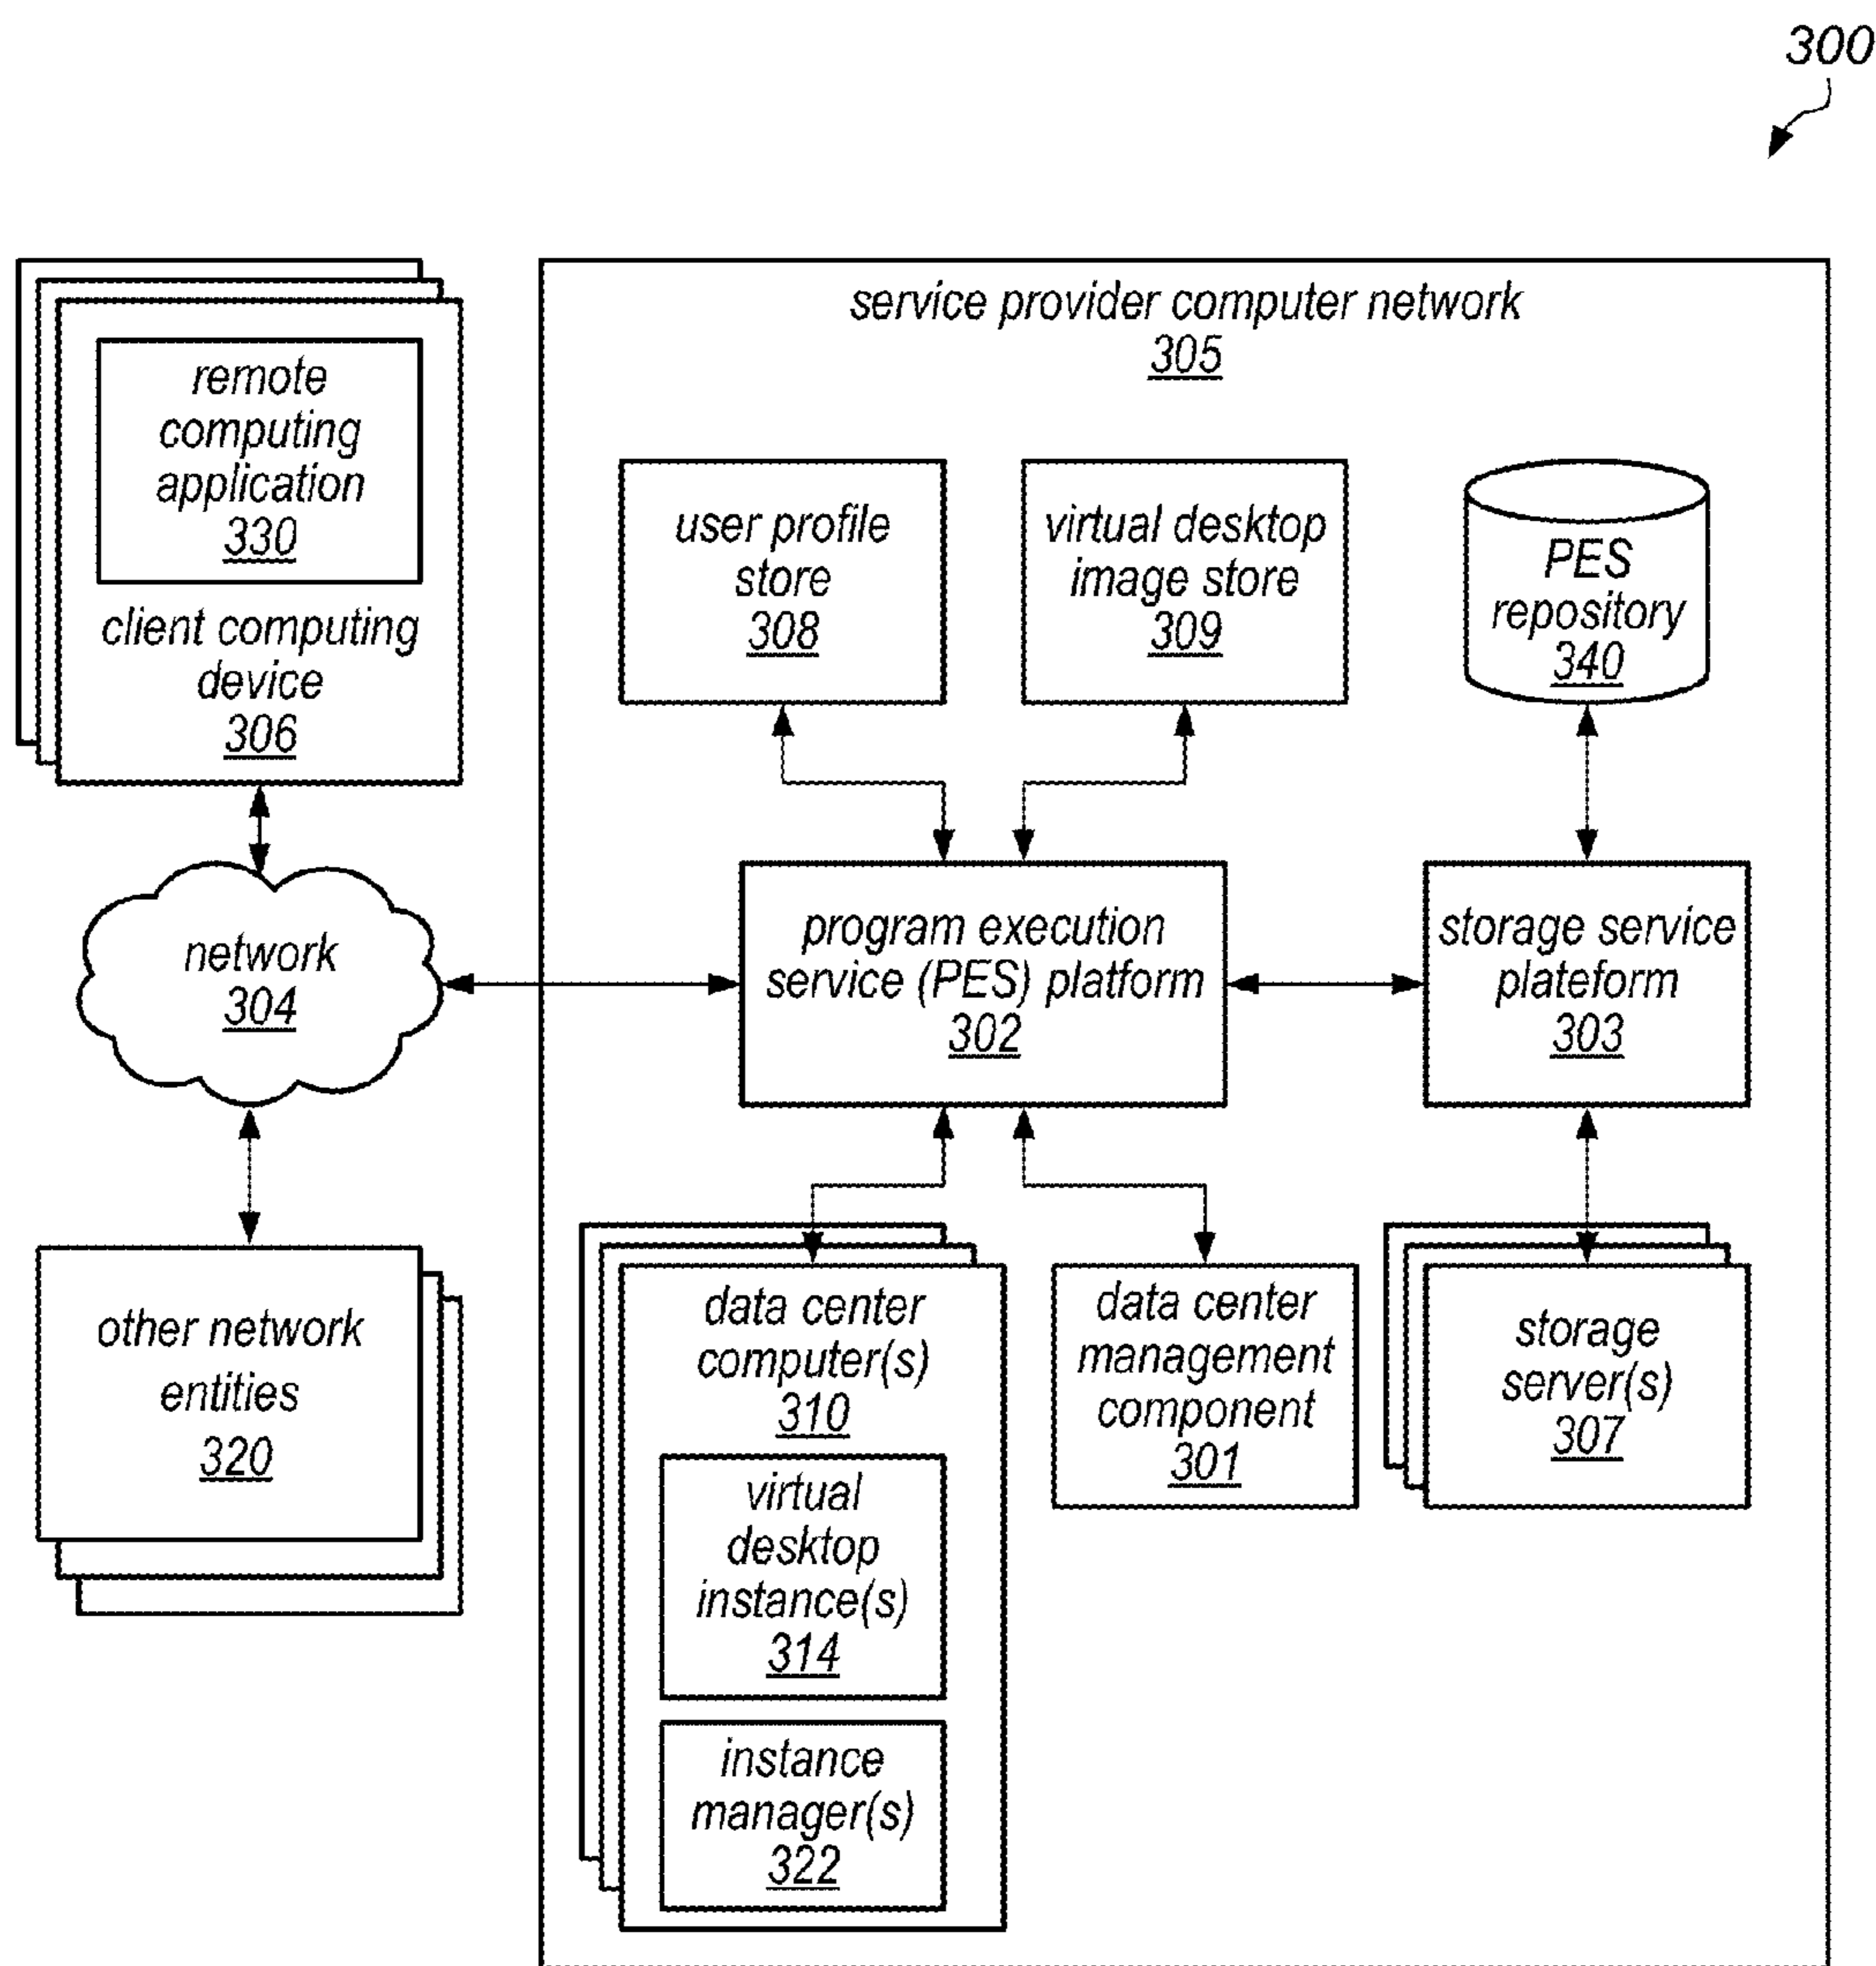 300
remote
computing
application
330
client computing
device
306
network
304
other network
entities
320
service provider computer network
305
user profile
store
308
virtual desktop
image store
309
PES
repository
340
program execution
service (PES) platform
302
storage service
plateform
303
data center
computer(s)
310
virtual
desktop
instance(s)
314
instance
manager(s)
322
data center
management
component
301
storage
server(s)
307